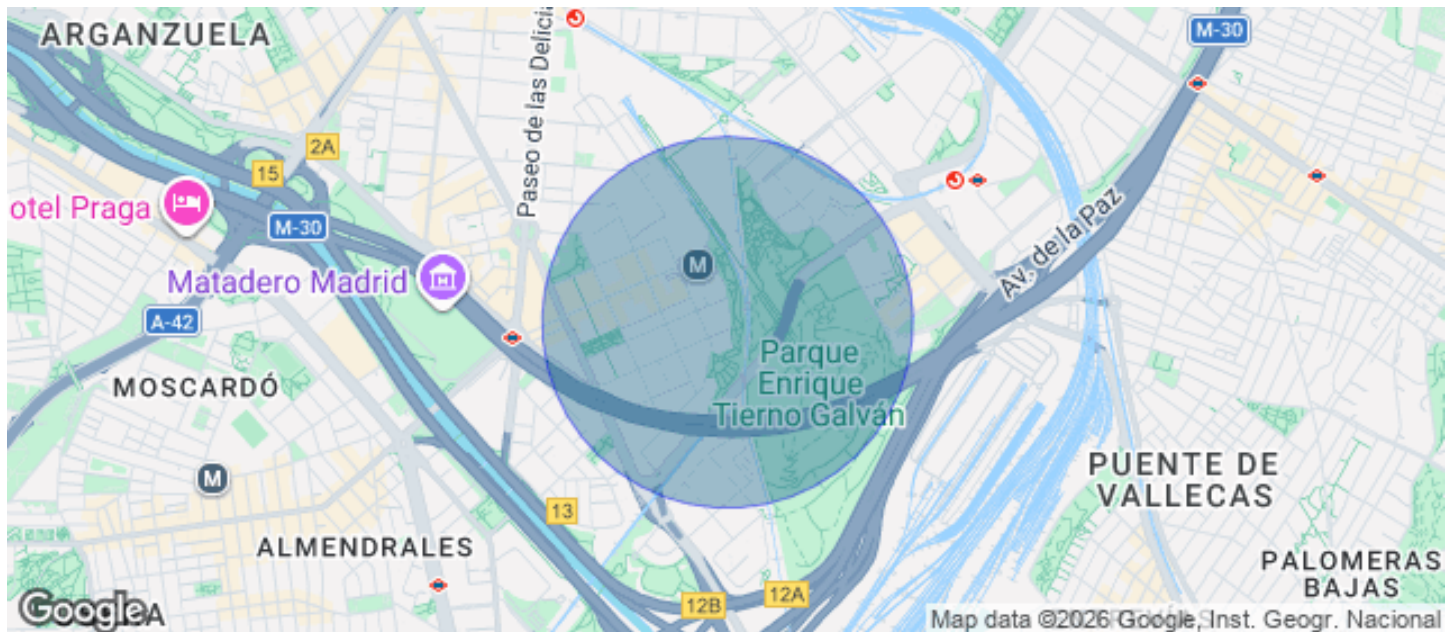 ARGANZUELA
M-30
Paseo de las Delicia
2A
15
otel Praga
M-30
M
Av. de la Paz
Matadero Madrid
A-42
Parque
Enrique
Tierno Galván
MOSCARDÓ
M
PUENTE DE
VALLECAS
13
ALMENDRALES
PALOMERAS
BAJAS
12A
12B
Google
Map data ©2026 Google, Inst. Geogr. Nacional